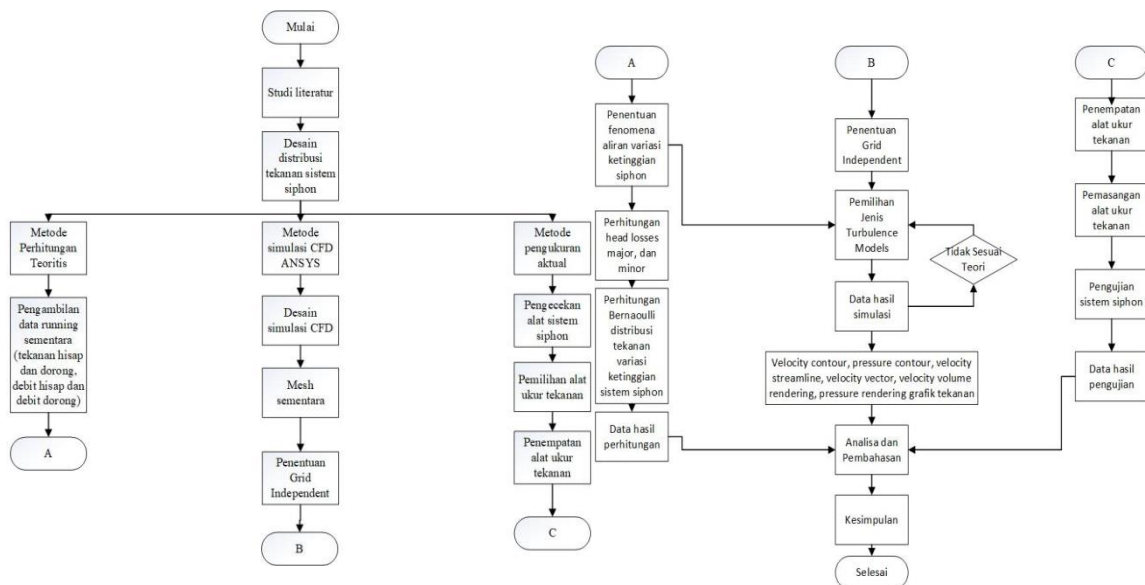 Mulai
Studi literatur
Desain
distribusi
tekanan sistem
siphon
Metode
Perhitungan
Teoritis
Pengambilan
data running
sementara
(tekanan hisap
dan dorong,
debit hisap dan
debit dorong)
A
Metode
simulasi CFD
ANSYS
Desain
simulasi CFD
Mesh
sementara
Penentuan
Grid
Independent
B
Metode
pengukuran
aktual
Pengecekan
alat sistem
siphon
Pemilihan alat
ukur tekanan
Penempatan
alat ukur
tekanan
C
A
Penentuan
fenomena
aliran variasi
ketinggian
siphon
Perhitungan
head losses
major, dan
minor
Perhitungan
Bernaoulli
distribusi
tekanan
variasi
ketinggian
sistem siphon
Data hasil
perhitungan
B
Penentuan
Grid
Independent
Pemilihan
Jenis
Turbulence
Models
Tidak Sesuai
Teori
Data hasil
simulasi
Velocity contour, pressure contour, velocity
streamline, velocity vector, velocity volume
rendering, pressure rendering grafik tekanan
Analisa dan
Pembahasan
Kesimpulan
Selesai
C
Penempatan
alat ukur
tekanan
Pemasangan
alat ukur
tekanan
Pengujian
sistem siphon
Data hasil
pengujian